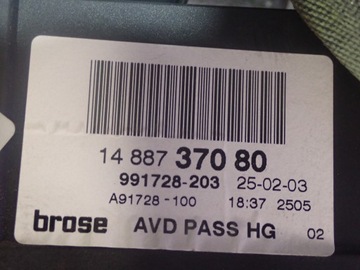 14 887 370 80
991728-203 25-02-03
A91728-100 18:37 2505
brose AVD PASS HG 02